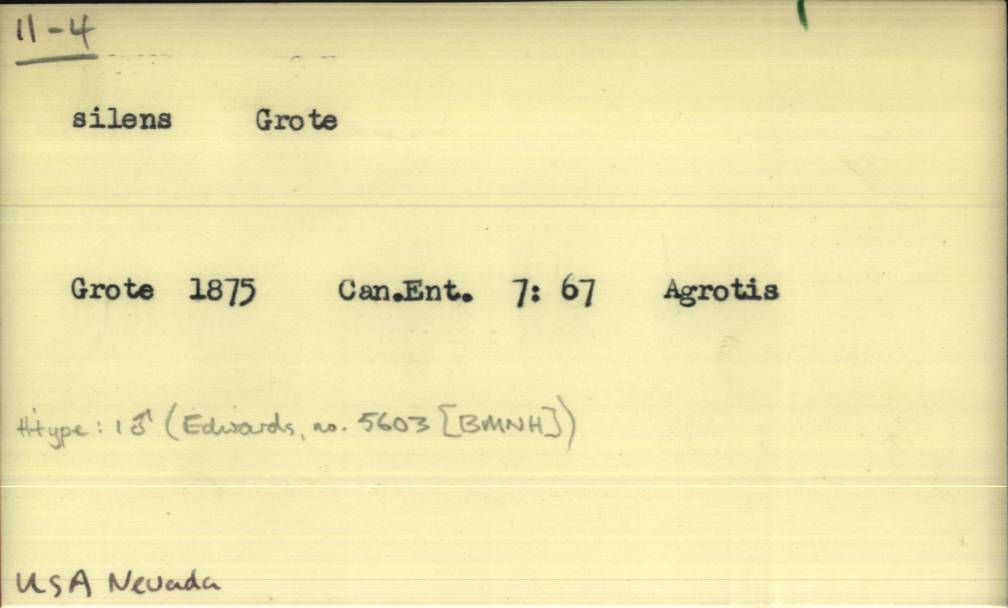 11-4
silens Grote
Grote 1875 Can.Ent. 7: 67 Agrotis
Htype: 1♂ (Edwards, no. 5603 [BMNH])
USA Nevada